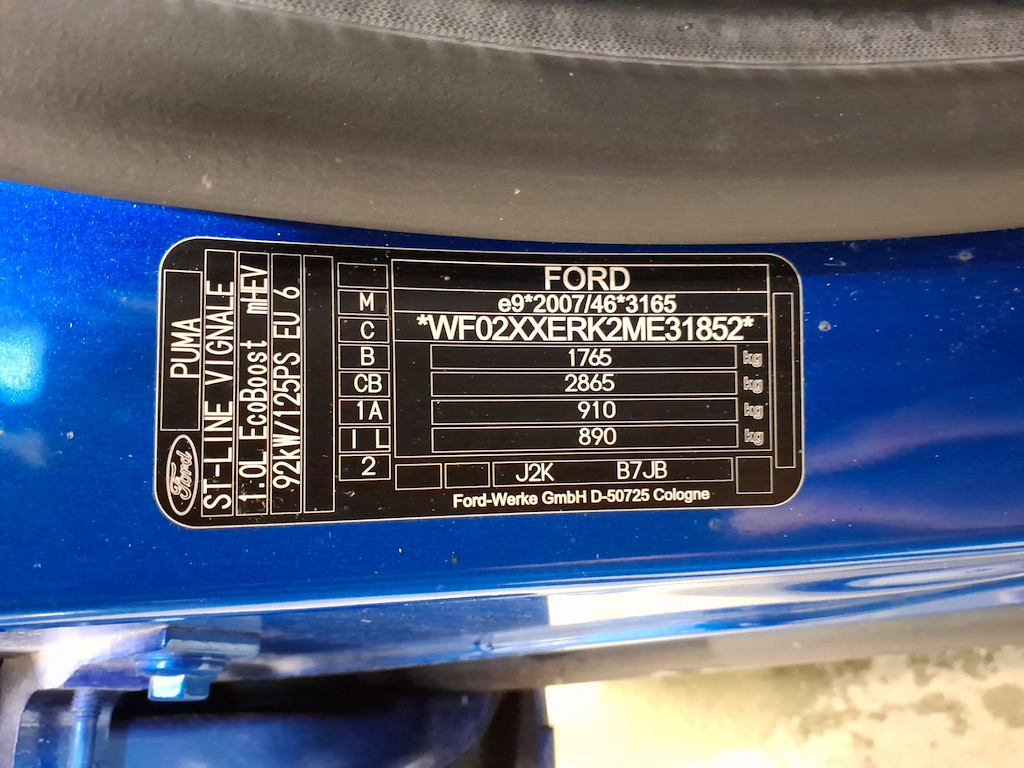 PUMA
ST-LINE VIGNALE
1.0L EcoBoost mHEV
92kW/125PS EU 6
Ford
FORD
M e9*2007/46*3165
C *WF02XXERK2ME31852*
B 1765 kg
CB 2865 kg
1A 910 kg
I L 890 kg
2 J2K B7JB
Ford-Werke GmbH D-50725 Cologne